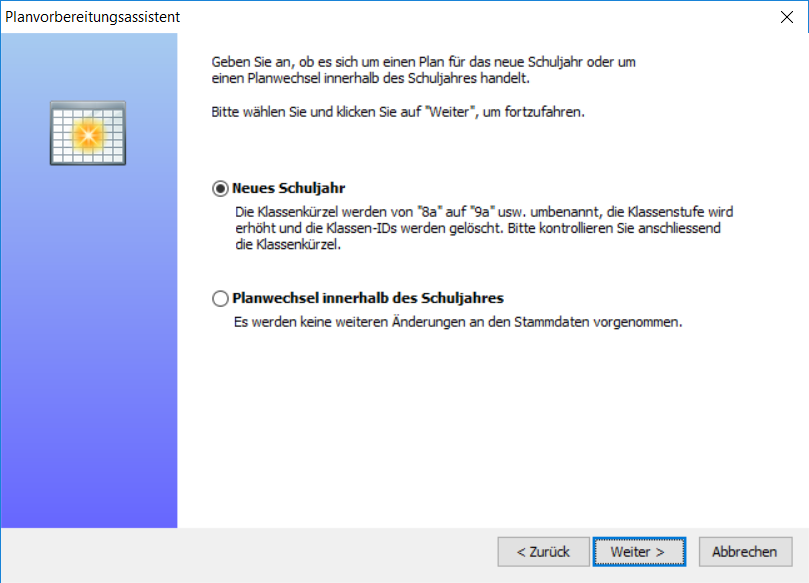 Planvorbereitungsassistent
Geben Sie an, ob es sich um einen Plan für das neue Schuljahr oder um
einen Planwechsel innerhalb des Schuljahres handelt.
Bitte wählen Sie und klicken Sie auf "Weiter", um fortzufahren.
Neues Schuljahr
Die Klassenkürzel werden von "8a" auf "9a" usw. umbenannt, die Klassenstufe wird
erhöht und die Klassen-IDs werden gelöscht. Bitte kontrollieren Sie anschliessend
die Klassenkürzel.
Planwechsel innerhalb des Schuljahres
Es werden keine weiteren Änderungen an den Stammdaten vorgenommen.
< Zurück
Weiter >
Abbrechen